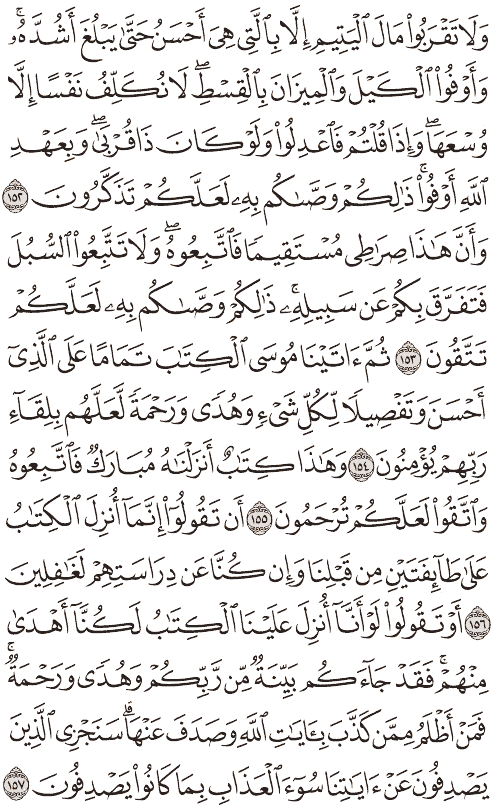 وَلَا تَقْرَبُوا۟ مَالَ ٱلْيَتِيمِ إِلَّا بِٱلَّتِى هِىَ أَحْسَنُ حَتَّىٰ يَبْلُغَ أَشُدَّهُۥ ۖ
وَأَوْفُوا۟ ٱلْكَيْلَ وَٱلْمِيزَانَ بِٱلْقِسْطِ ۖ لَا نُكَلِّفُ نَفْسًا إِلَّا
وُسْعَهَا ۖ وَإِذَا قُلْتُمْ فَٱعْدِلُوا۟ وَلَوْ كَانَ ذَا قُرْبَىٰ ۖ وَبِعَهْدِ
ٱللَّهِ أَوْفُوا۟ ۚ ذَٰلِكُمْ وَصَّىٰكُم بِهِۦ لَعَلَّكُمْ تَذَكَّرُونَ ١٥٢
وَأَنَّ هَٰذَا صِرَٰطِى مُسْتَقِيمًا فَٱتَّبِعُوهُ ۖ وَلَا تَتَّبِعُوا۟ ٱلسُّبُلَ
فَتَفَرَّقَ بِكُمْ عَن سَبِيلِهِۦ ۚ ذَٰلِكُمْ وَصَّىٰكُم بِهِۦ لَعَلَّكُمْ
تَتَّقُونَ ١٥٣ ثُمَّ ءَاتَيْنَا مُوسَى ٱلْكِتَٰبَ تَمَامًا عَلَى ٱلَّذِىٓ
أَحْسَنَ وَتَفْصِيلًا لِّكُلِّ شَىْءٍ وَهُدًى وَرَحْمَةً لَّعَلَّهُم بِلِقَآءِ
رَبِّهِمْ يُؤْمِنُونَ ١٥٤ وَهَٰذَا كِتَٰبٌ أَنزَلْنَٰهُ مُبَارَكٌ فَٱتَّبِعُوهُ
وَٱتَّقُوا۟ لَعَلَّكُمْ تُرْحَمُونَ ١٥٥ أَن تَقُولُوٓا۟ إِنَّمَآ أُنزِلَ ٱلْكِتَٰبُ
عَلَىٰ طَآئِفَتَيْنِ مِن قَبْلِنَا وَإِن كُنَّا عَن دِرَاسَتِهِمْ لَغَٰفِلِينَ
١٥٦ أَوْ تَقُولُوا۟ لَوْ أَنَّآ أُنزِلَ عَلَيْنَا ٱلْكِتَٰبُ لَكُنَّآ أَهْدَىٰ
مِنْهُمْ ۚ فَقَدْ جَآءَكُم بَيِّنَةٌ مِّن رَّبِّكُمْ وَهُدًى وَرَحْمَةٌ ۚ
فَمَنْ أَظْلَمُ مِمَّن كَذَّبَ بِـَٔايَٰتِ ٱللَّهِ وَصَدَفَ عَنْهَا ۗ سَنَجْزِى ٱلَّذِينَ
يَصْدِفُونَ عَنْ ءَايَٰتِنَا سُوٓءَ ٱلْعَذَابِ بِمَا كَانُوا۟ يَصْدِفُونَ ١٥٧